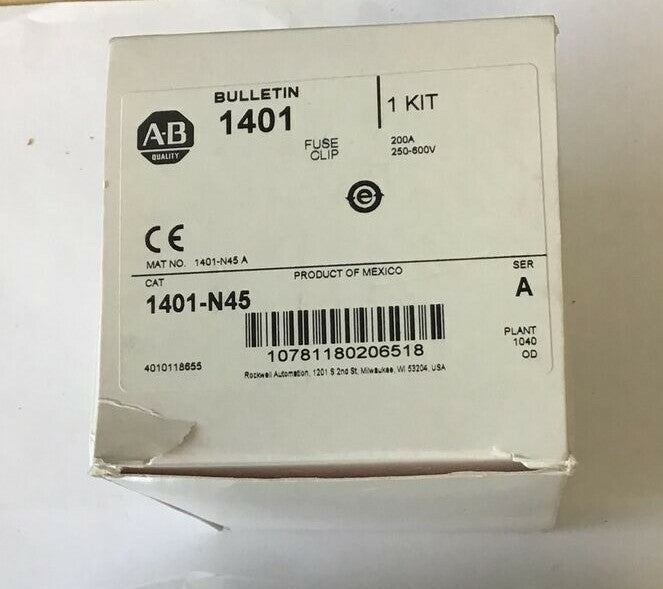 BULLETIN
1401
1 KIT
A-B
QUALITY
FUSE
CLIP
200A
250-600V
e
CE
MAT NO. 1401-N45 A
CAT
PRODUCT OF MEXICO
SER
1401-N45
A
10781180206518
PLANT
1040
OD
4010118655
Rockwell Automation, 1201 S 2nd St, Milwaukee, WI 53204, USA